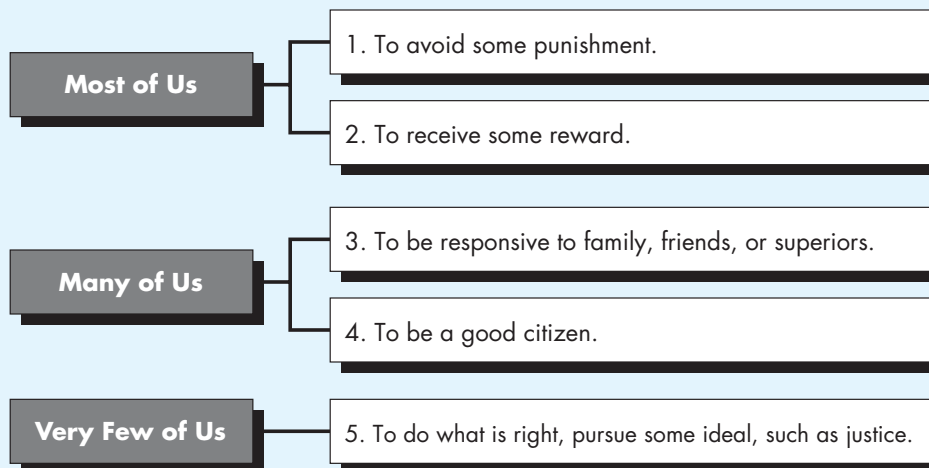 Most of Us
1. To avoid some punishment.
2. To receive some reward.
Many of Us
3. To be responsive to family, friends, or superiors.
4. To be a good citizen.
Very Few of Us
5. To do what is right, pursue some ideal, such as justice.